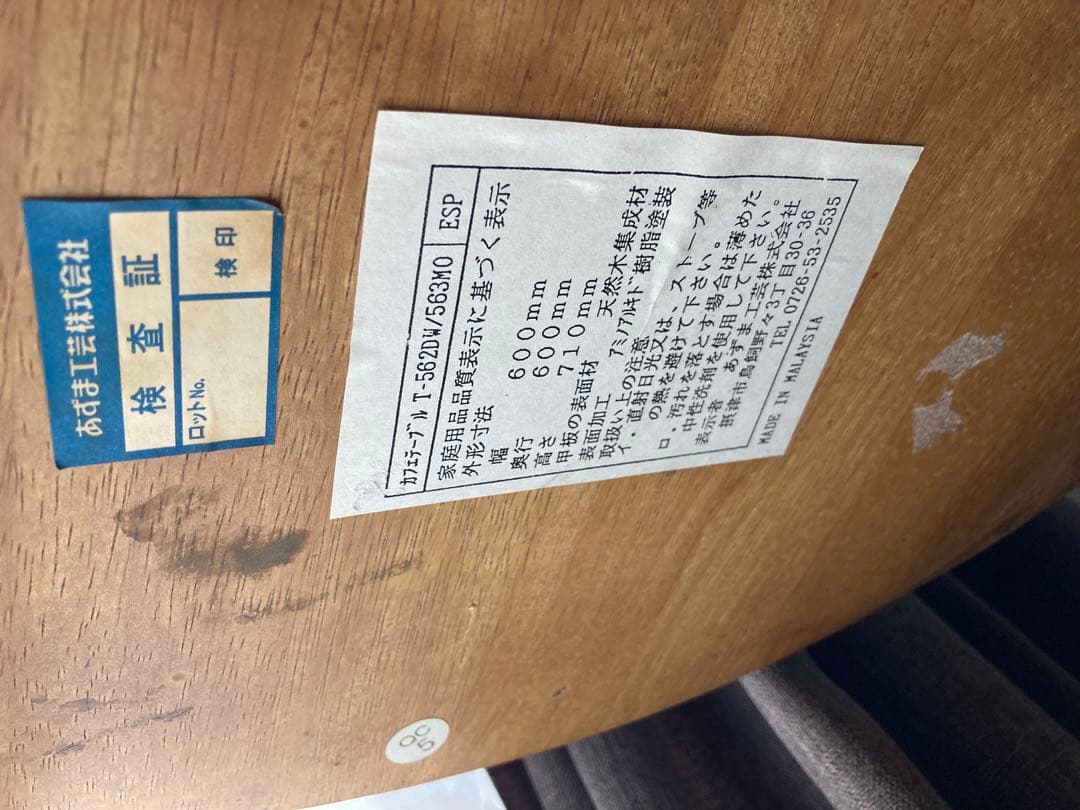 あずま工芸株式会社
検査証
ロットNo.
検印
カフェテーブル T-562DW/563MO ESP
家庭用品品質表示に基づく表示
外形寸法
幅 600mm
奥行 600mm
高さ 710mm
甲板の表面材 天然木集成材
表面加工 アミノアルキド樹脂塗装
取扱い上の注意
イ・直射日光又は、ストーブ等
の熱を避けて下さい。
ロ・汚れを落とす場合は薄めた
中性洗剤を使用して下さい。
表示者 あずま工芸株式会社
摂津市鳥飼野々3丁目30-36
TEL 0726-53-2535
MADE IN MALAYSIA
QC
5